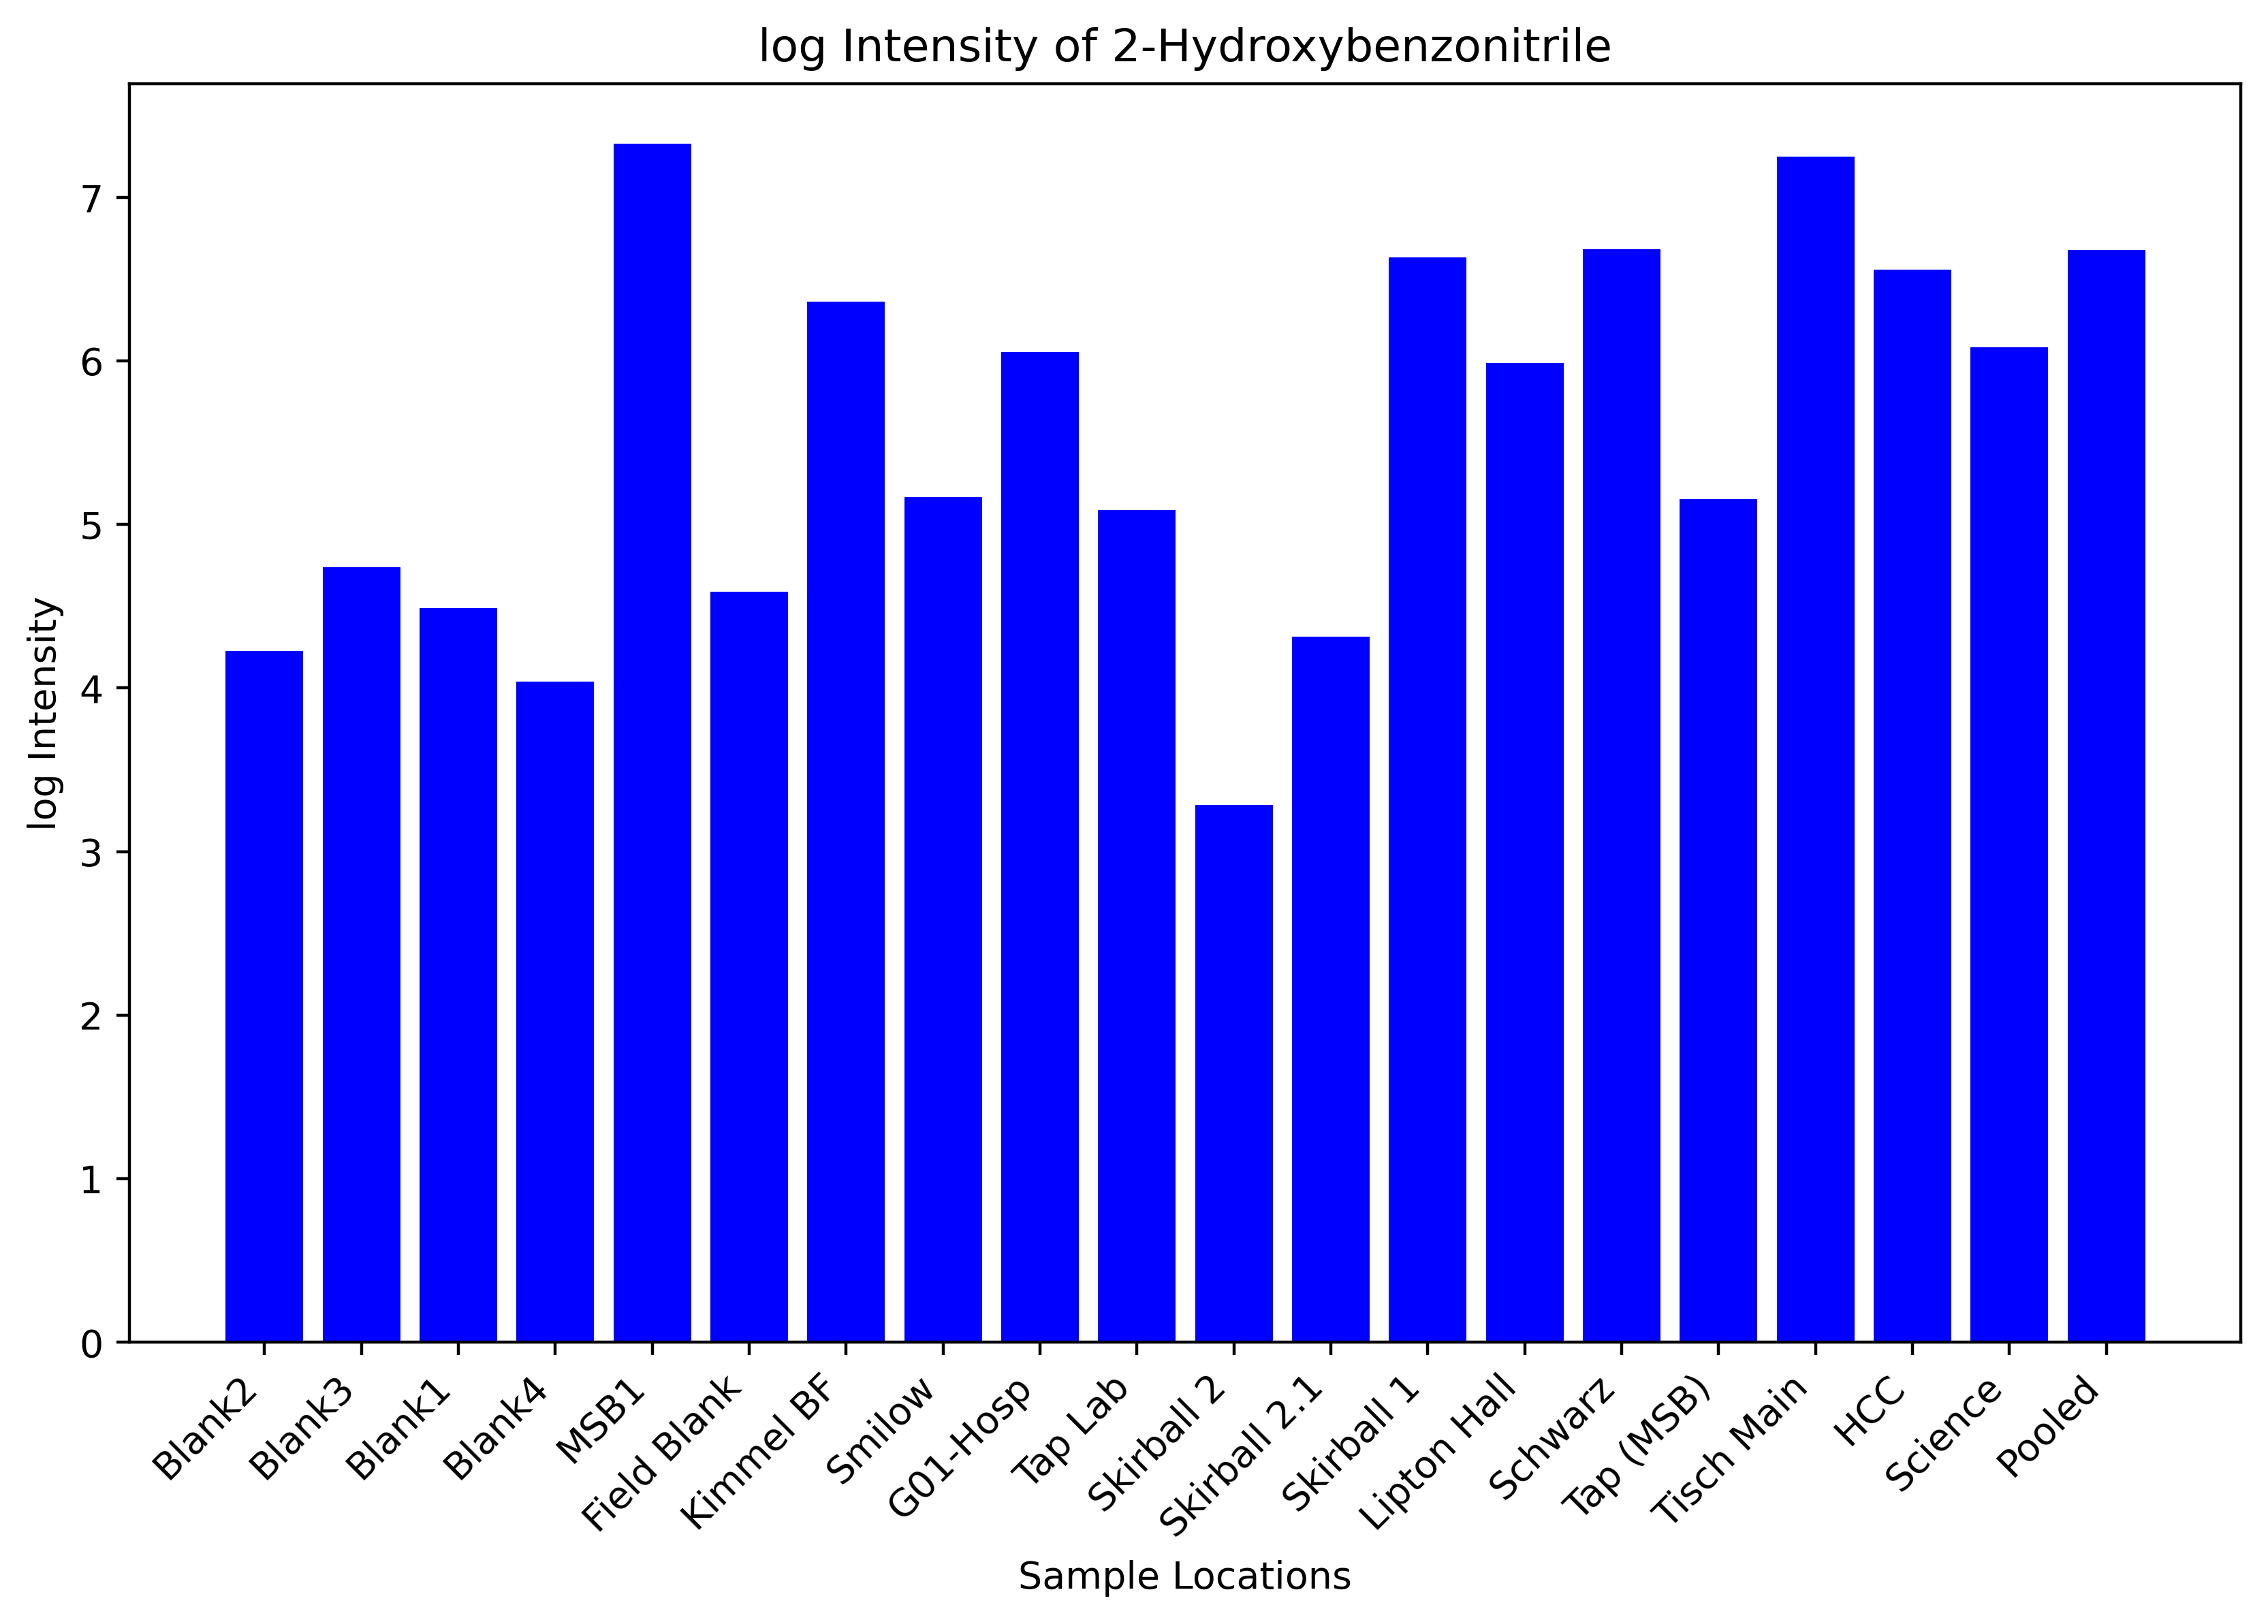 log Intensity of 2-Hydroxybenzonitrile
log Intensity
7
6
5
4
3
2
1
0
Blank2
Blank3
Blank1
Blank4
MSB1
Field Blank
Kimmel BF
Smilow
G01-Hosp
Tap Lab
Skirball 2
Skirball 2.1
Skirball 1
Lipton Hall
Schwarz
Tap (MSB)
Tisch Main
HCC
Science
Pooled
Sample Locations